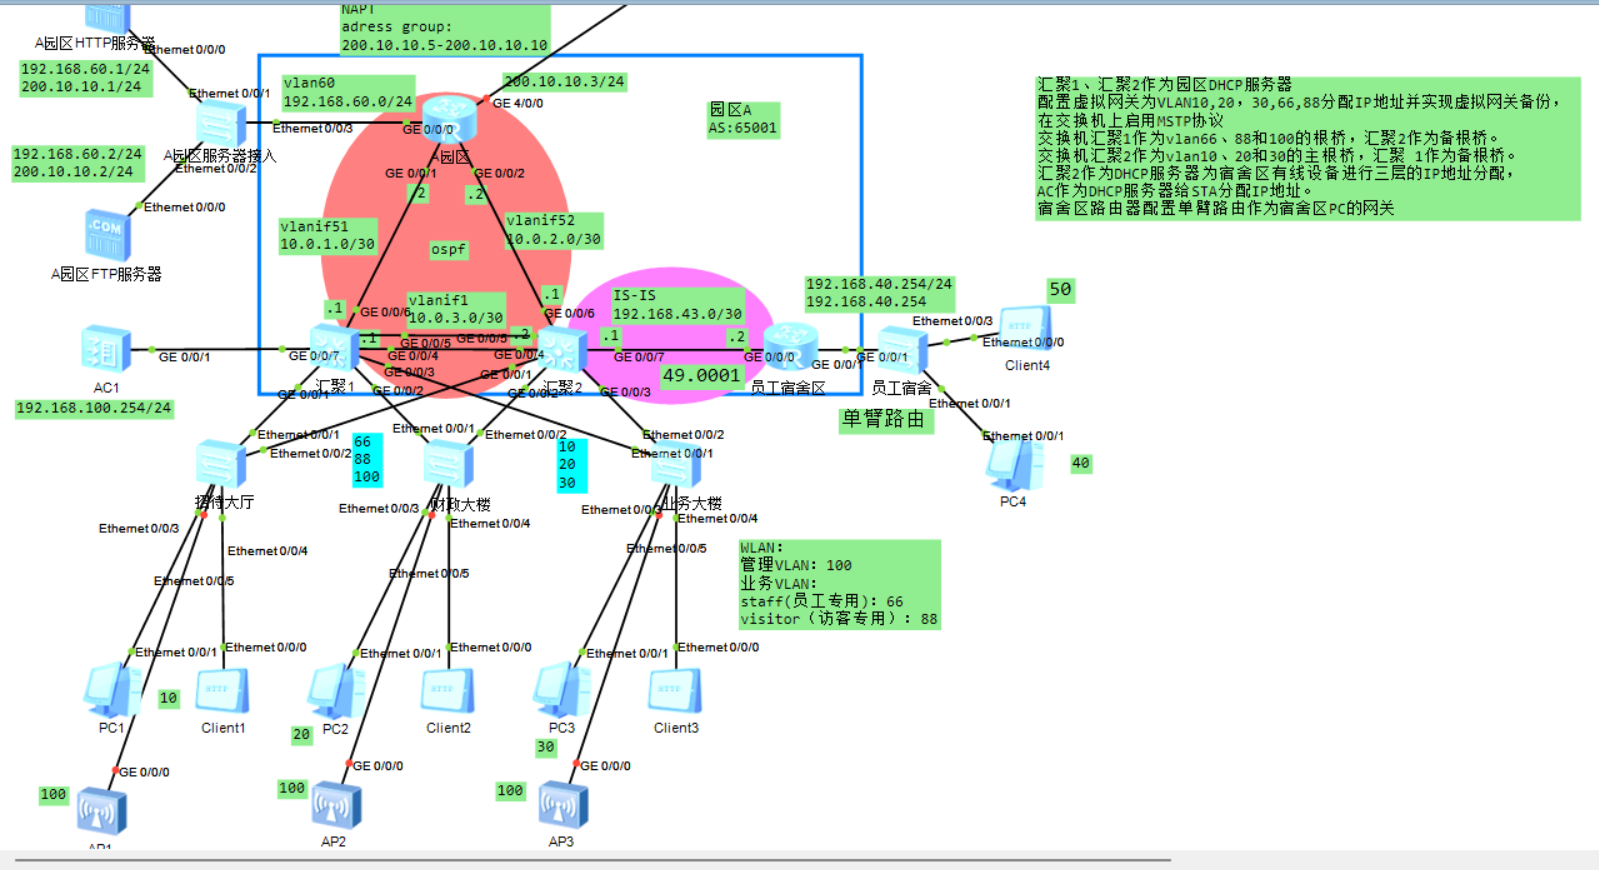 NAPT
adress group:
200.10.10.5-200.10.10.10
A园区HTTP服务器
Ethernet 0/0/0
192.168.60.1/24
200.10.10.1/24
Ethernet 0/0/1
vlan60
192.168.60.0/24
200.10.10.3/24
GE 4/0/0
Ethernet 0/0/3
GE 0/0/0
园区A
AS:65001
汇聚1、汇聚2作为园区DHCP服务器
配置虚拟网关为VLAN10,20，30,66,88分配IP地址并实现虚拟网关备份，
在交换机上启用MSTP协议
交换机汇聚1作为vlan66、88和100的根桥，汇聚2作为备根桥。
交换机汇聚2作为vlan10、20和30的主根桥，汇聚 1作为备根桥。
汇聚2作为DHCP服务器为宿舍区有线设备进行三层的IP地址分配，
AC作为DHCP服务器给STA分配IP地址。
宿舍区路由器配置单臂路由作为宿舍区PC的网关
192.168.60.2/24
200.10.10.2/24
A园区服务器接入
Ethernet 0/0/2
A园区
GE 0/0/1
GE 0/0/2
.2
.2
Ethernet 0/0/0
A园区FTP服务器
vlanif51
10.0.1.0/30
vlanif52
10.0.2.0/30
ospf
.1
GE 0/0/6
vlanif1
10.0.3.0/30
.1
GE 0/0/6
IS-IS
192.168.43.0/30
192.168.40.254/24
192.168.40.254
50
Ethernet 0/0/3
Ethernet 0/0/0
Client4
.1
GE 0/0/5
GE 0/0/5
.2
.1
.2
GE 0/0/1
GE 0/0/7
GE 0/0/4
GE 0/0/4
GE 0/0/7
GE 0/0/0
GE 0/0/1
GE 0/0/1
AC1
192.168.100.254/24
GE 0/0/3
GE 0/0/1
49.0001
汇聚1
汇聚2
员工宿舍区
员工宿舍
GE 0/0/1
GE 0/0/2
GE 0/0/2
GE 0/0/3
Ethernet 0/0/1
单臂路由
Ethernet 0/0/1
PC4
40
Ethernet 0/0/1
Ethernet 0/0/2
66
88
100
Ethernet 0/0/1
Ethernet 0/0/2
10
20
30
Ethernet 0/0/2
Ethernet 0/0/1
招待大厅
财政大楼
业务大楼
Ethernet 0/0/3
Ethernet 0/0/4
Ethernet 0/0/5
Ethernet 0/0/3
Ethernet 0/0/4
Ethernet 0/0/5
Ethernet 0/0/3
Ethernet 0/0/4
Ethernet 0/0/5
WLAN：
管理VLAN：100
业务VLAN：
staff(员工专用)：66
visitor（访客专用）：88
Ethernet 0/0/1
Ethernet 0/0/0
Ethernet 0/0/1
Ethernet 0/0/0
Ethernet 0/0/1
Ethernet 0/0/0
PC1
10
Client1
20
PC2
Client2
PC3
30
Client3
GE 0/0/0
GE 0/0/0
GE 0/0/0
100
100
100
AP1
AP2
AP3